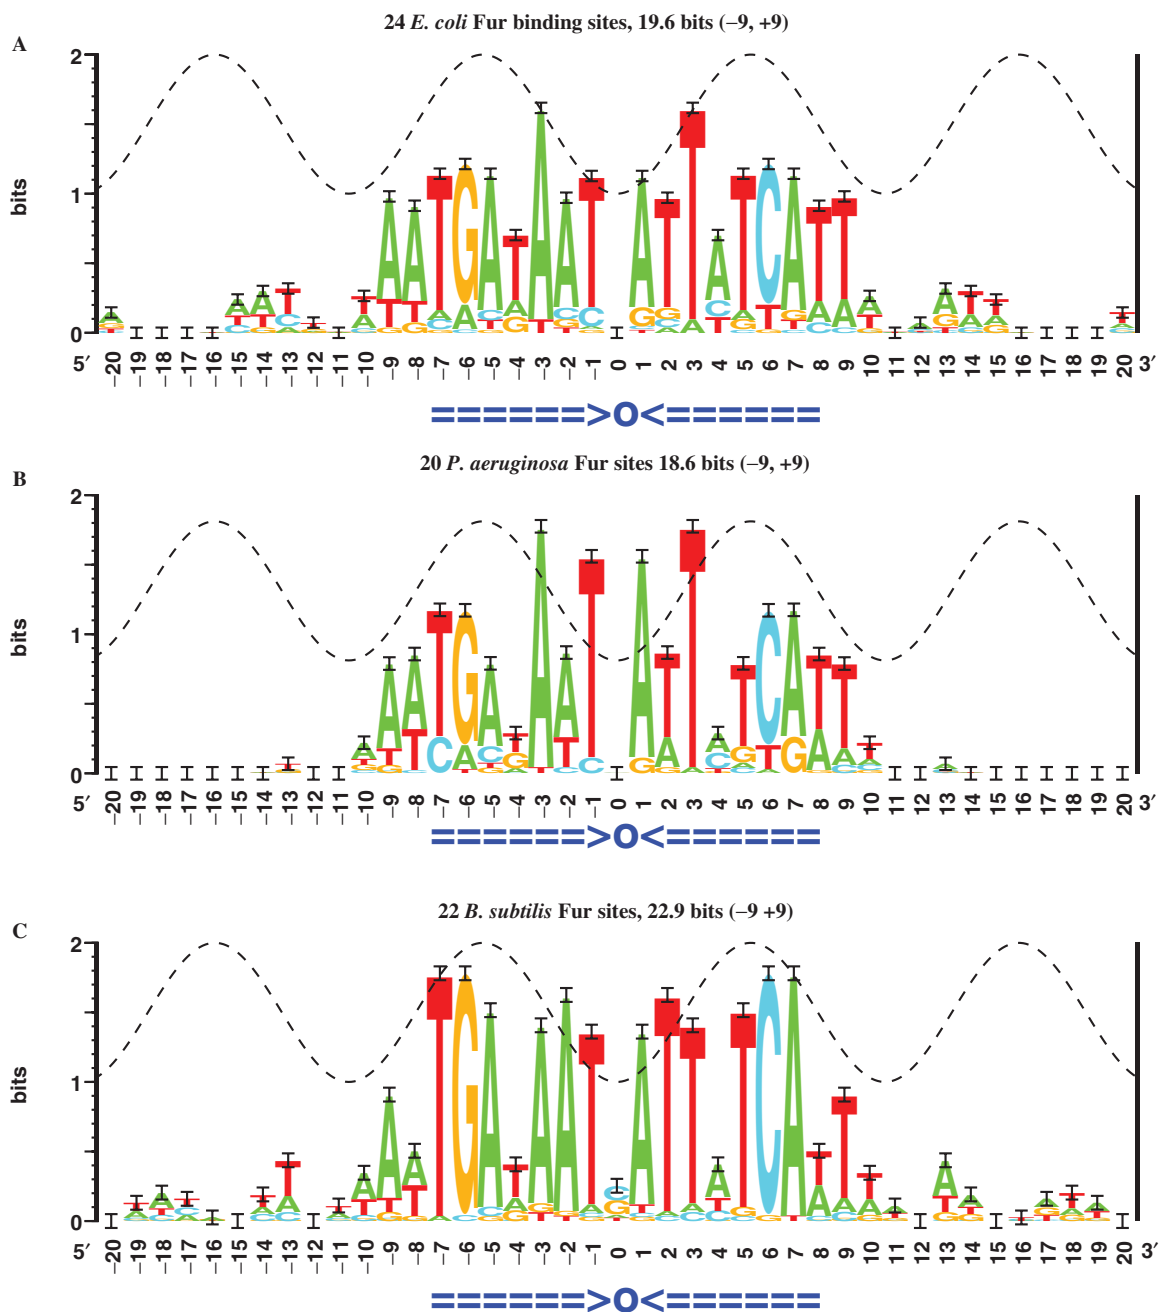 24 E. coli Fur binding sites, 19.6 bits (−9, +9)
A
2
1
0
bits
5′ −20 −19 −18 −17 −16 −15 −14 −13 −12 −11 −10 −9 −8 −7 −6 −5 −4 −3 −2 −1 0 1 2 3 4 5 6 7 8 9 10 11 12 13 14 15 16 17 18 19 20 3′
======>o<======
20 P. aeruginosa Fur sites 18.6 bits (−9, +9)
B
2
1
0
bits
5′ −20 −19 −18 −17 −16 −15 −14 −13 −12 −11 −10 −9 −8 −7 −6 −5 −4 −3 −2 −1 0 1 2 3 4 5 6 7 8 9 10 11 12 13 14 15 16 17 18 19 20 3′
======>o<======
22 B. subtilis Fur sites, 22.9 bits (−9 +9)
C
2
1
0
bits
5′ −20 −19 −18 −17 −16 −15 −14 −13 −12 −11 −10 −9 −8 −7 −6 −5 −4 −3 −2 −1 0 1 2 3 4 5 6 7 8 9 10 11 12 13 14 15 16 17 18 19 20 3′
======>o<======